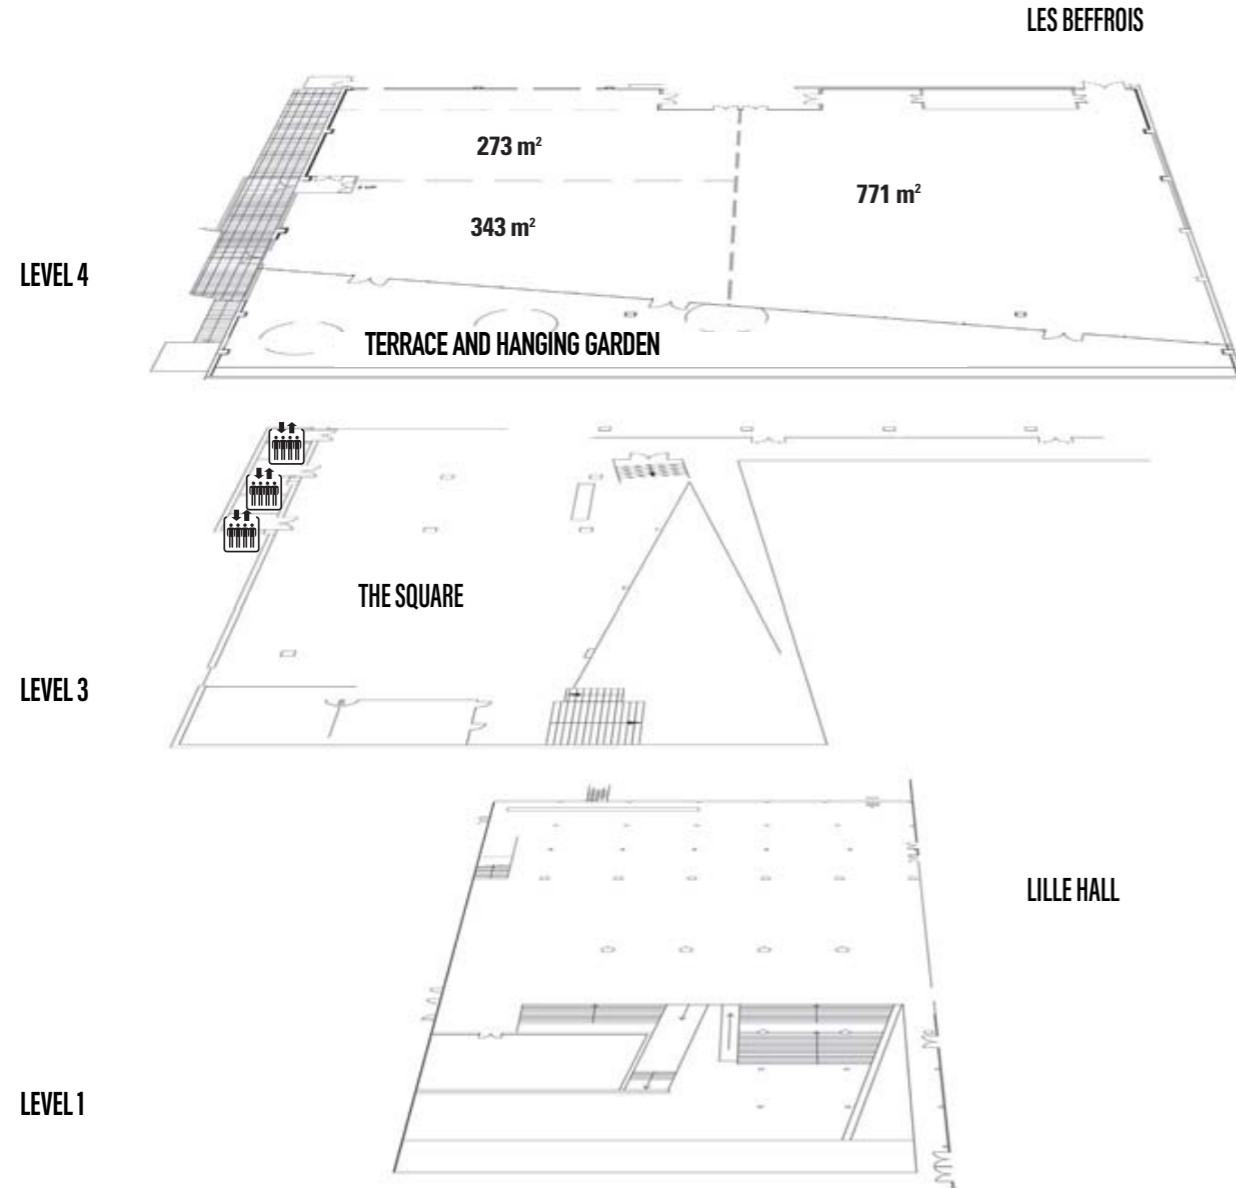 LES BEFFROIS
273 m²
771 m²
343 m²
LEVEL 4
TERRACE AND HANGING GARDEN
THE SQUARE
LEVEL 3
LILLE HALL
LEVEL 1